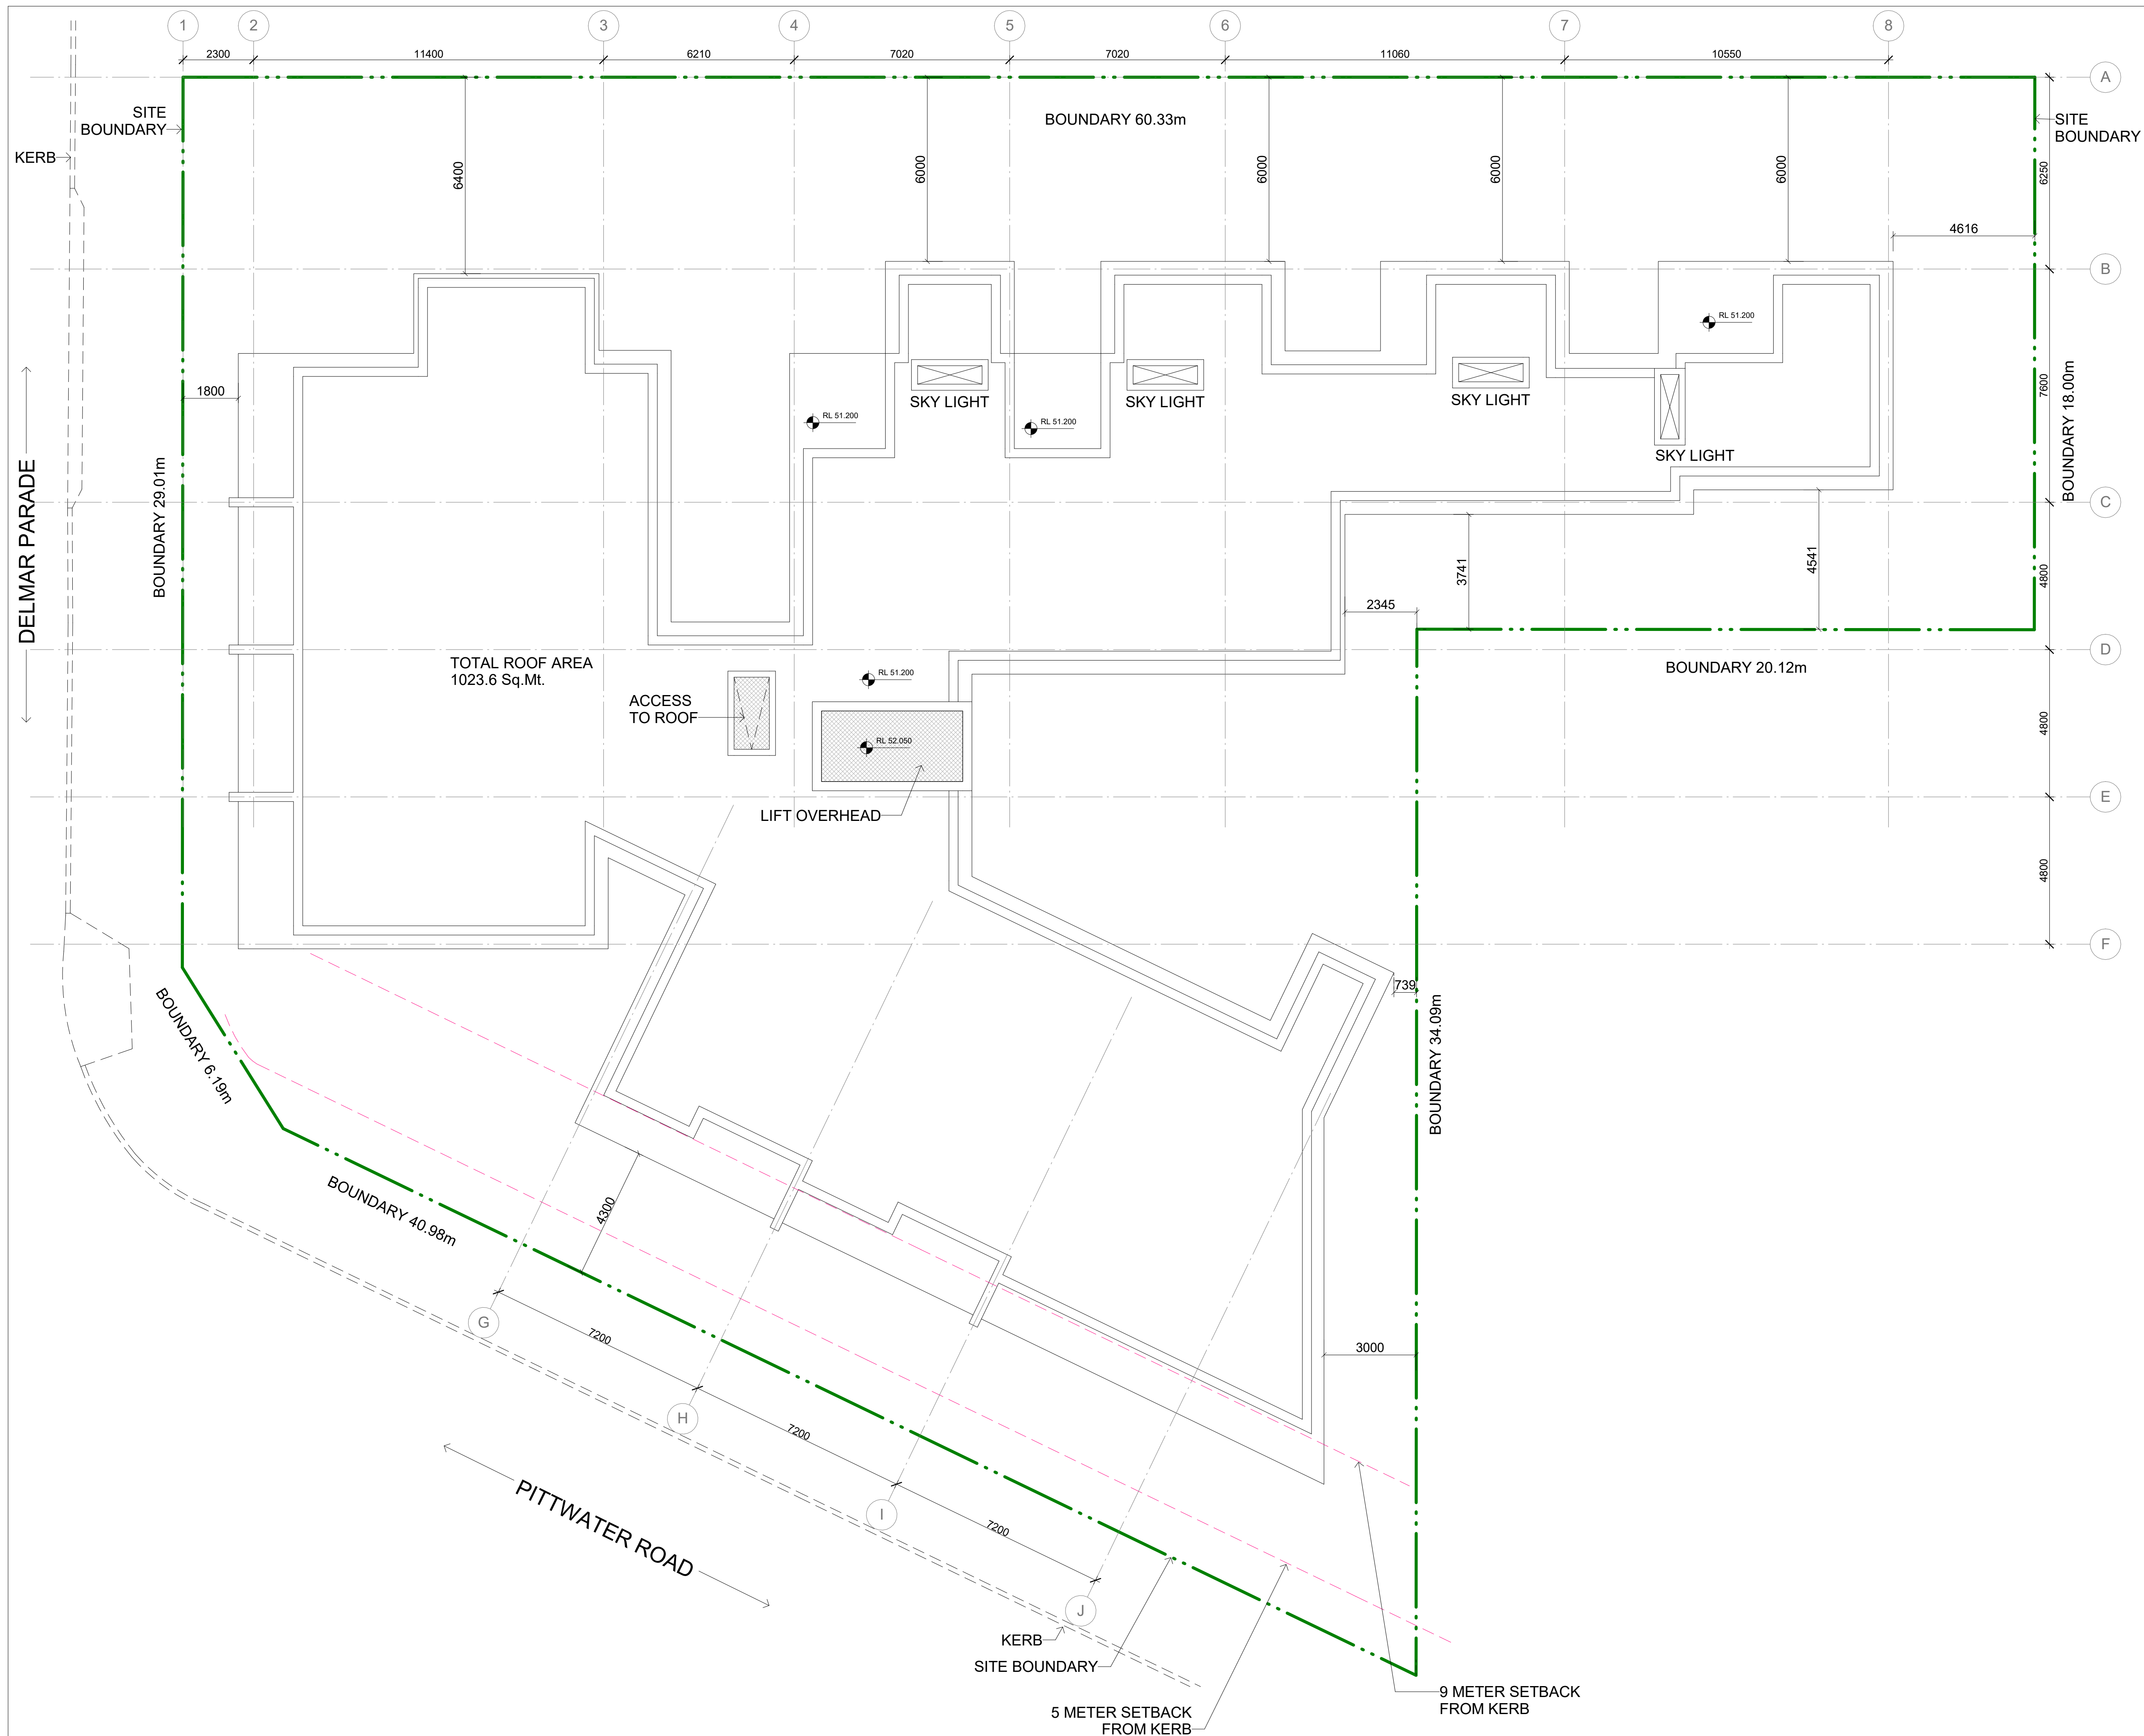 1
2
3
4
5
6
7
8
2300
11400
6210
7020
7020
11060
10550
A
SITE
BOUNDARY
BOUNDARY 60.33m
SITE
BOUNDARY
KERB
6400
6000
6000
6000
6000
6250
4616
B
RL 51.200
1800
SKY LIGHT
SKY LIGHT
SKY LIGHT
7600
BOUNDARY 18.00m
RL 51.200
RL 51.200
SKY LIGHT
DELMAR PARADE
BOUNDARY 29.01m
C
3741
4541
4800
2345
D
TOTAL ROOF AREA
1023.6 Sq.Mt.
RL 51.200
BOUNDARY 20.12m
ACCESS
TO ROOF
4800
RL 52.050
LIFT OVERHEAD
E
4800
F
739
BOUNDARY 6.19m
BOUNDARY 34.09m
BOUNDARY 40.98m
4300
G
7200
3000
H
7200
I
7200
PITTWATER ROAD
J
KERB
SITE BOUNDARY
9 METER SETBACK
FROM KERB
5 METER SETBACK
FROM KERB